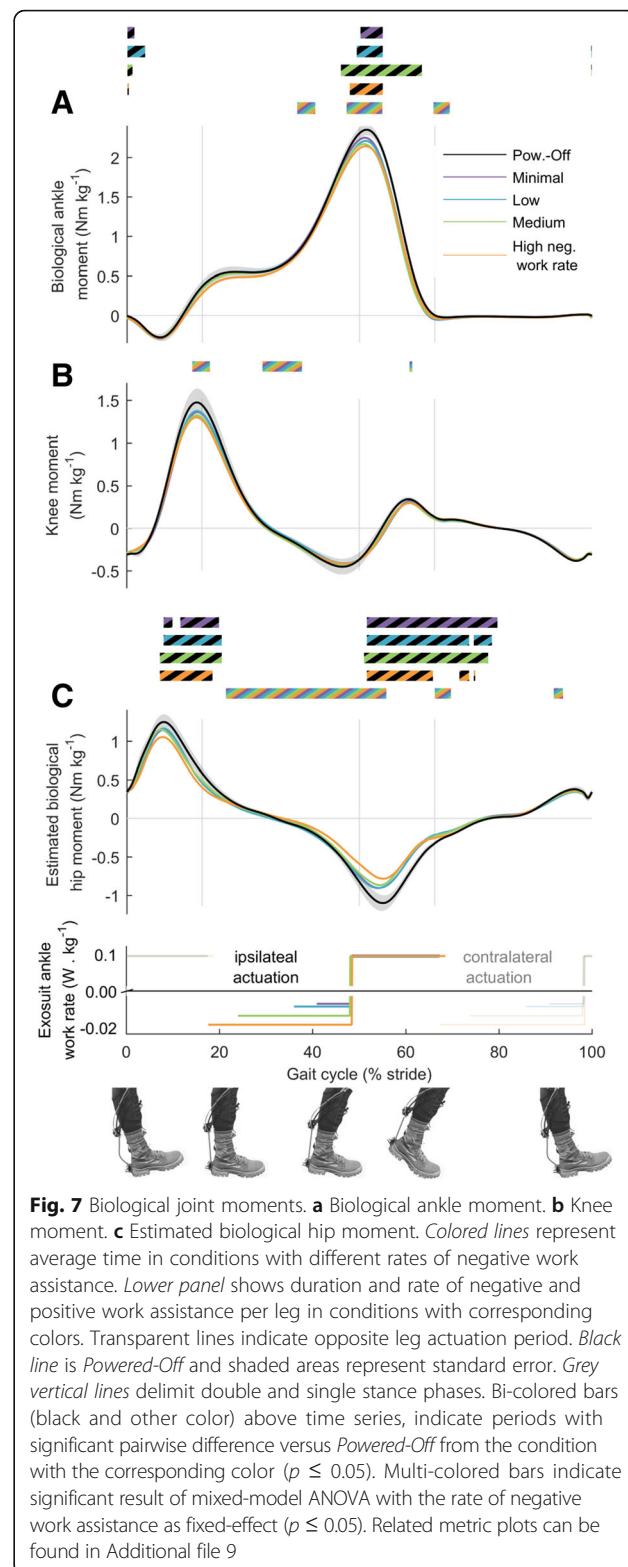 A
Biological ankle
moment (Nm kg-1)
2
1.5
1
0.5
0
Pow.-Off
Minimal
Low
Medium
High neg.
work rate
B
Knee moment
(Nm kg-1)
1.5
1
0.5
0
-0.5
C
Estimated biological
hip moment (Nm kg-1)
1
0.5
0
-0.5
-1
Exosuit ankle
work rate (W . kg-1)
0.1
0.00
-0.02
ipsilateal
actuation
contralateral
actuation
0
20
40
60
80
100
Gait cycle (% stride)
Fig. 7 Biological joint moments. a Biological ankle moment. b Knee
moment. c Estimated biological hip moment. Colored lines represent
average time in conditions with different rates of negative work
assistance. Lower panel shows duration and rate of negative and
positive work assistance per leg in conditions with corresponding
colors. Transparent lines indicate opposite leg actuation period. Black
line is Powered-Off and shaded areas represent standard error. Grey
vertical lines delimit double and single stance phases. Bi-colored bars
(black and other color) above time series, indicate periods with
significant pairwise difference versus Powered-Off from the condition
with the corresponding color (p ≤ 0.05). Multi-colored bars indicate
significant result of mixed-model ANOVA with the rate of negative
work assistance as fixed-effect (p ≤ 0.05). Related metric plots can be
found in Additional file 9